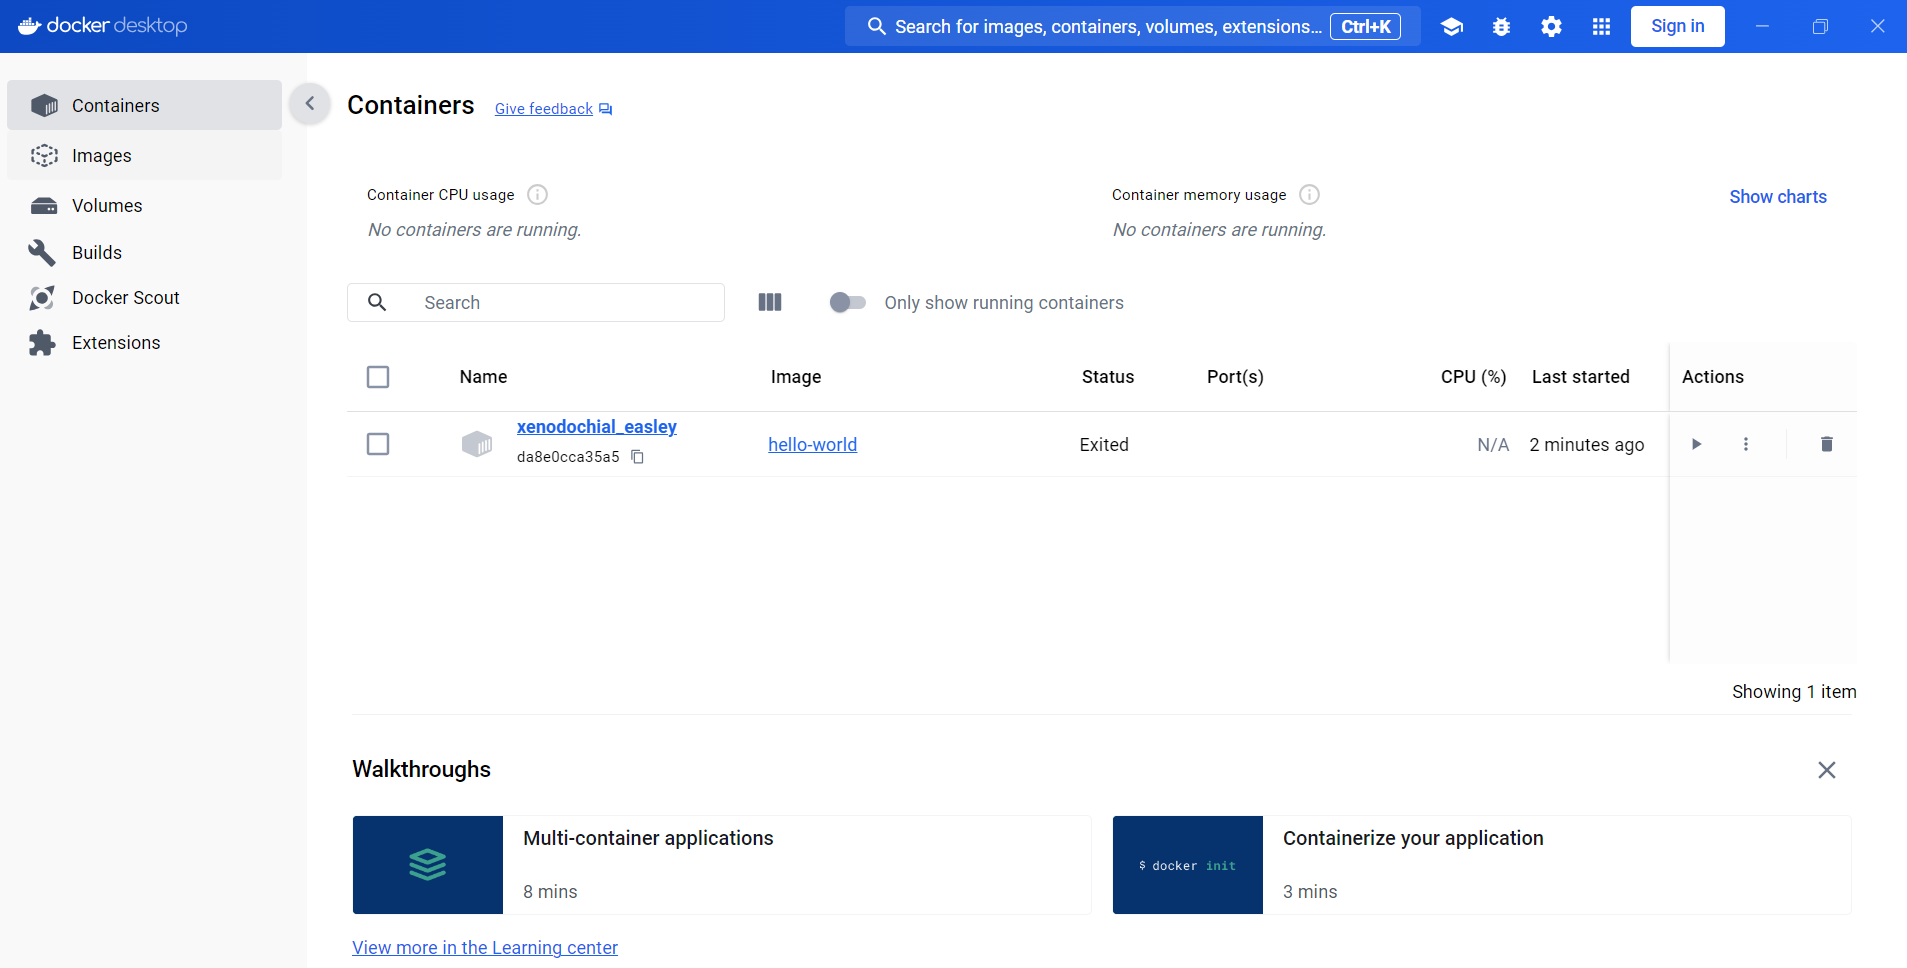 docker desktop
Search for images, containers, volumes, extensions... Ctrl+K
Sign in
Containers
Images
Volumes
Builds
Docker Scout
Extensions
Containers Give feedback
Container CPU usage
No containers are running.
Container memory usage
No containers are running.
Show charts
Search
Only show running containers
Name Image Status Port(s) CPU (%) Last started Actions
xenodochial_easley
da8e0cca35a5
hello-world Exited N/A 2 minutes ago
Showing 1 item
Walkthroughs
Multi-container applications
8 mins
$ docker init
Containerize your application
3 mins
View more in the Learning center